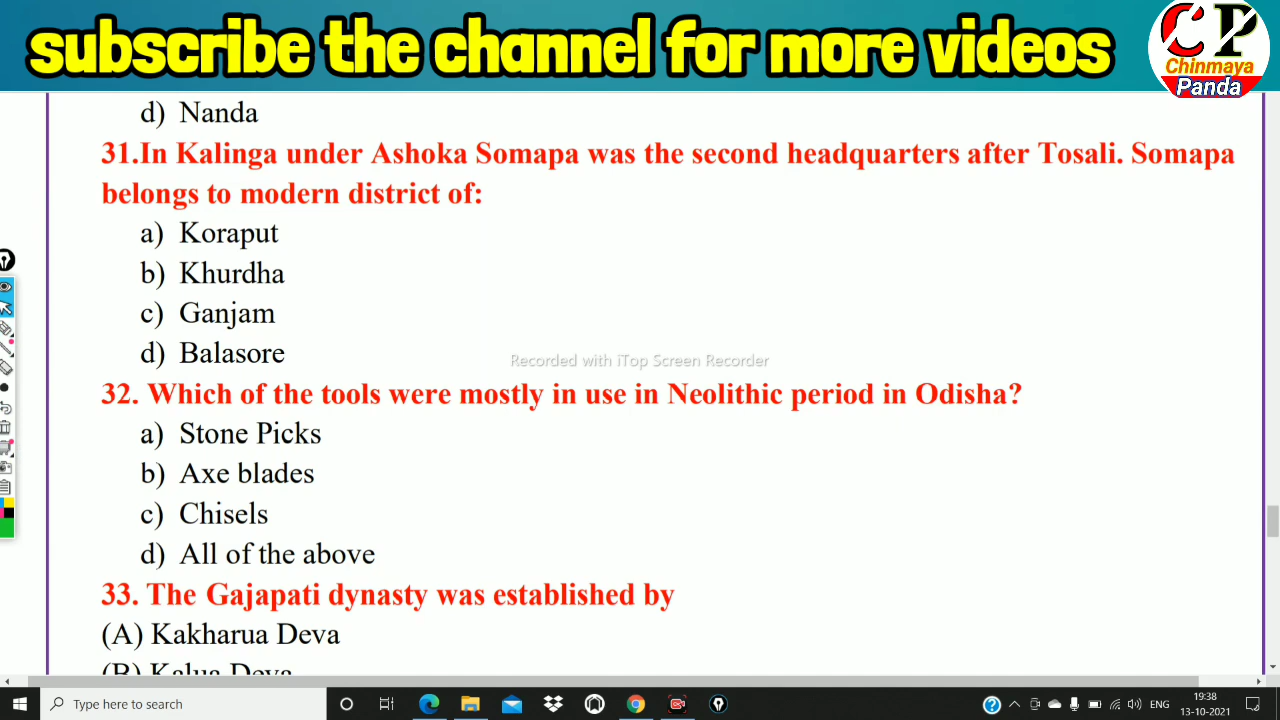 subscribe the channel for more videos
CP
Chinmaya
Panda
d) Nanda
31.In Kalinga under Ashoka Somapa was the second headquarters after Tosali. Somapa
belongs to modern district of:
a) Koraput
b) Khurdha
c) Ganjam
d) Balasore
Recorded with iTop Screen Recorder
32. Which of the tools were mostly in use in Neolithic period in Odisha?
a) Stone Picks
b) Axe blades
c) Chisels
d) All of the above
33. The Gajapati dynasty was established by
(A) Kakharua Deva
(B) Kalua Deva
Type here to search
ENG
19:38
13-10-2021